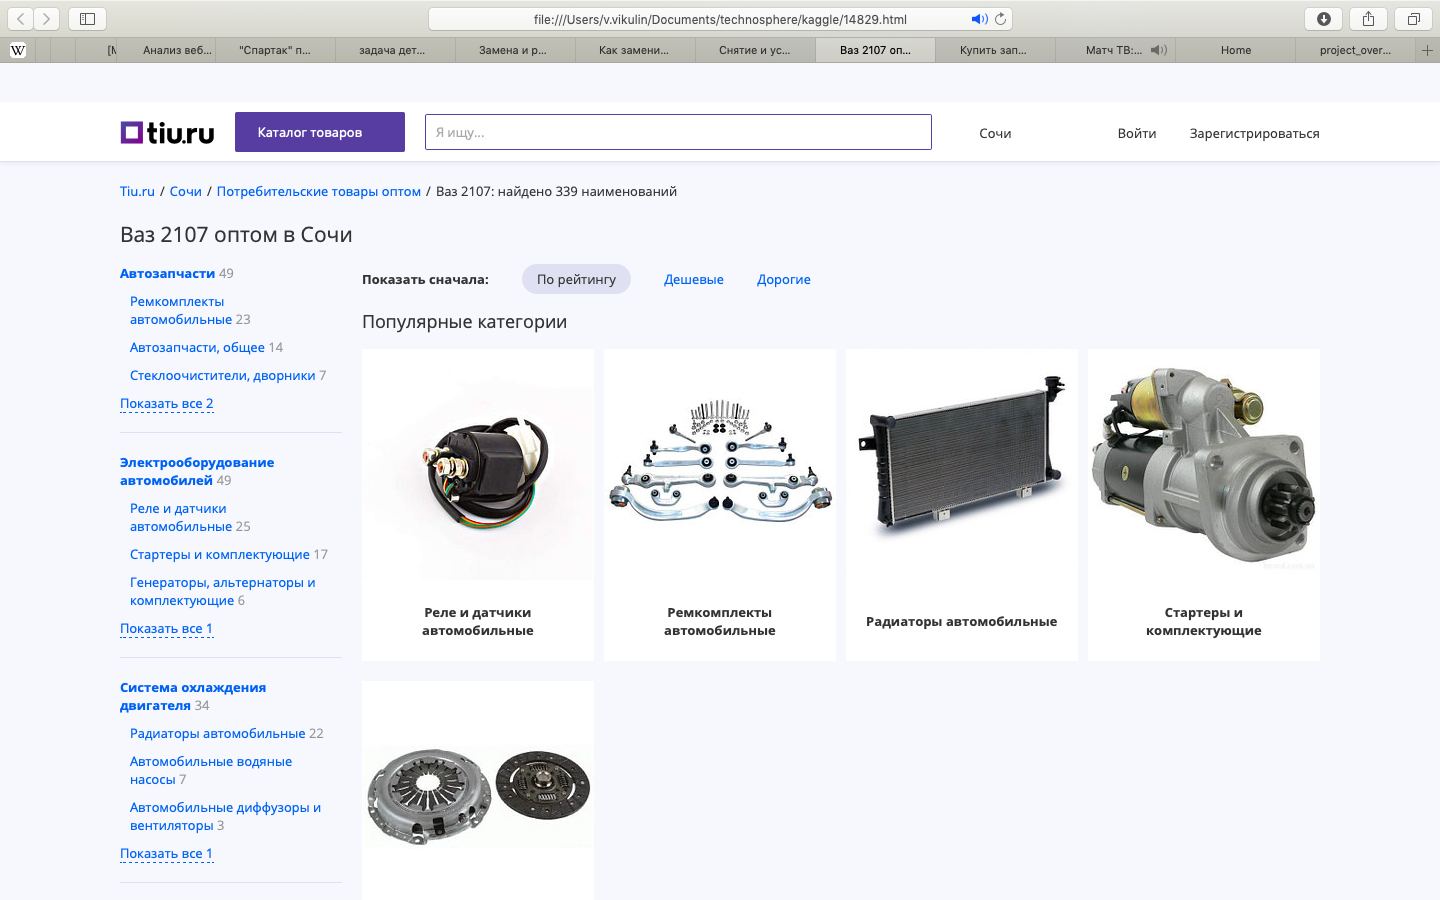 file:///Users/v.vikulin/Documents/technosphere/kaggle/14829.html
W
Анализ веб...
"Спартак" п...
задача дет...
Замена и р...
Как замени...
Снятие и ус...
Ваз 2107 оп...
Купить зап...
Матч ТВ:...
Home
project_over...
tiu.ru
Каталог товаров
Я ищу...
Сочи
Войти
Зарегистрироваться
Tiu.ru / Сочи / Потребительские товары оптом / Ваз 2107: найдено 339 наименований
Ваз 2107 оптом в Сочи
Автозапчасти 49
Ремкомплекты
автомобильные 23
Автозапчасти, общее 14
Стеклоочистители, дворники 7
Показать все 2
Электрооборудование
автомобилей 49
Реле и датчики
автомобильные 25
Стартеры и комплектующие 17
Генераторы, альтернаторы и
комплектующие 6
Показать все 1
Система охлаждения
двигателя 34
Радиаторы автомобильные 22
Автомобильные водяные
насосы 7
Автомобильные диффузоры и
вентиляторы 3
Показать все 1
Показать сначала:
По рейтингу
Дешевые
Дорогие
Популярные категории
Реле и датчики
автомобильные
Ремкомплекты
автомобильные
Радиаторы автомобильные
Стартеры и
комплектующие